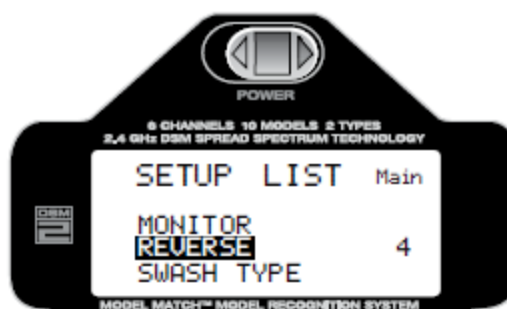 POWER
6 CHANNELS 10 MODELS 2 TYPES
2.4 GHz DSM SPREAD SPECTRUM TECHNOLOGY
SETUP LIST Main
DSM
2
MONITOR
REVERSE 4
SWASH TYPE
MODEL MATCH™ MODEL RECOGNITION SYSTEM